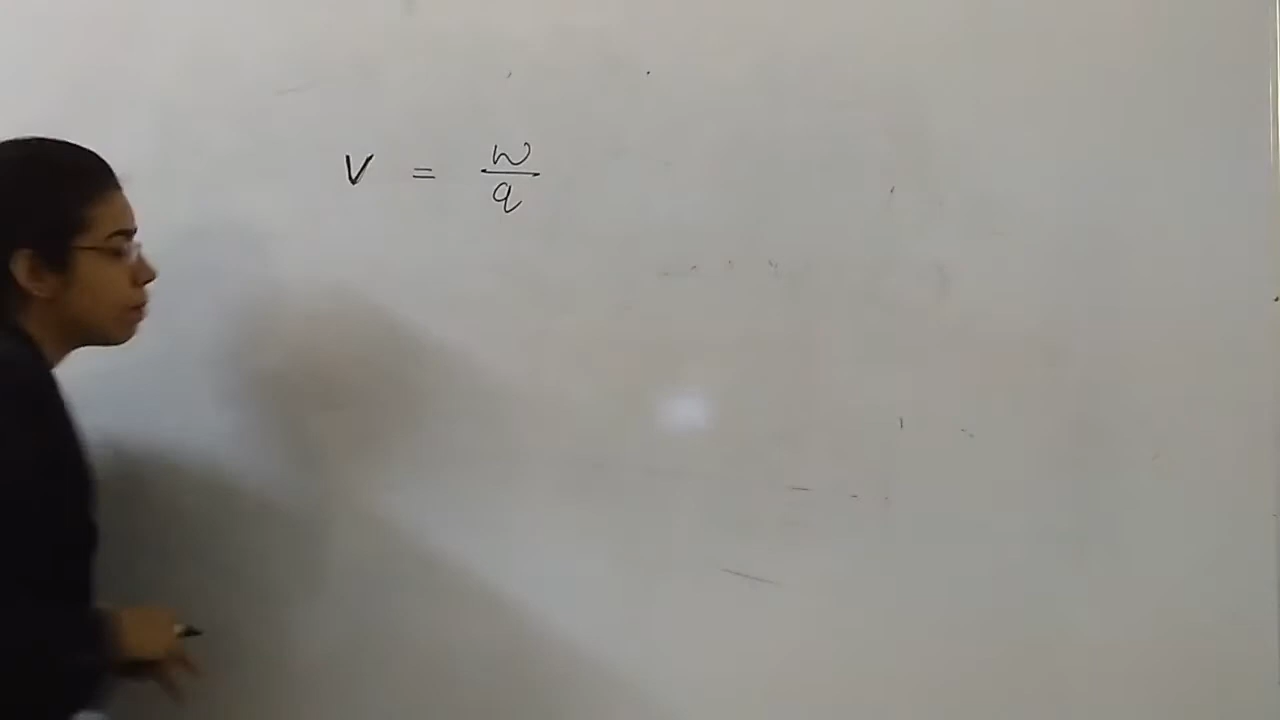 V = w/q